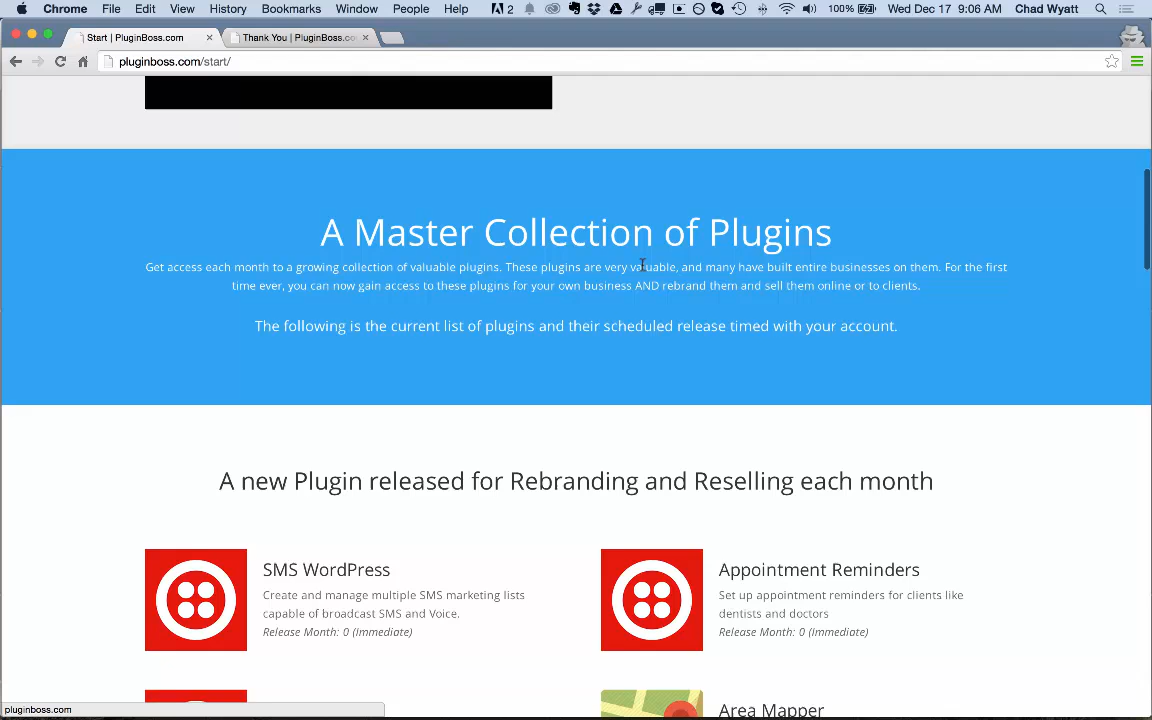 Chrome File Edit View History Bookmarks Window People Help 2 100% Wed Dec 17 9:06 AM Chad Wyatt
Start | PluginBoss.com Thank You | PluginBoss.co
pluginboss.com/start/
A Master Collection of Plugins
Get access each month to a growing collection of valuable plugins. These plugins are very valuable, and many have built entire businesses on them. For the first
time ever, you can now gain access to these plugins for your own business AND rebrand them and sell them online or to clients.
The following is the current list of plugins and their scheduled release timed with your account.
A new Plugin released for Rebranding and Reselling each month
SMS WordPress
Create and manage multiple SMS marketing lists
capable of broadcast SMS and Voice.
Release Month: 0 (Immediate)
Appointment Reminders
Set up appointment reminders for clients like
dentists and doctors
Release Month: 0 (Immediate)
Area Mapper
pluginboss.com